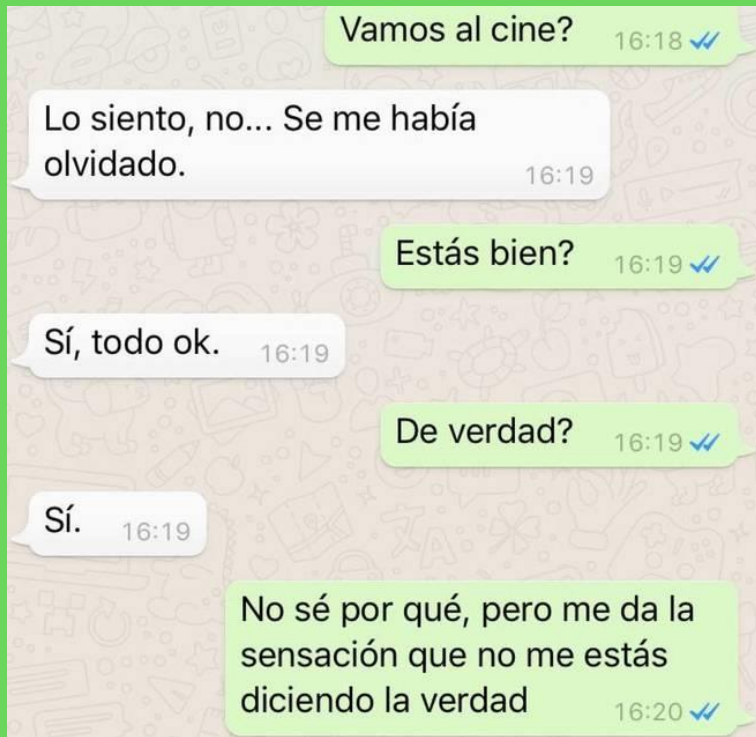 Vamos al cine? 16:18
Lo siento, no... Se me había
olvidado. 16:19
Estás bien? 16:19
Sí, todo ok. 16:19
De verdad? 16:19
Sí. 16:19
No sé por qué, pero me da la
sensación que no me estás
diciendo la verdad 16:20